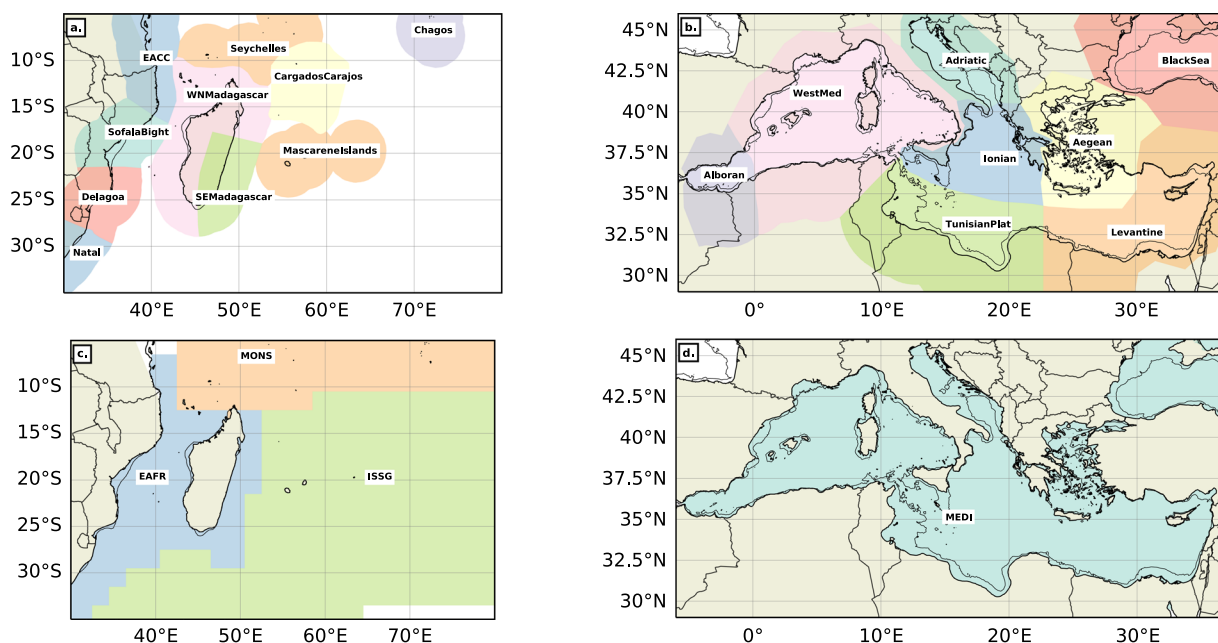 a.
Chagos
Seychelles
EACC
CargadosCarajos
WNMadagascar
SofalaBight
MascareneIslands
Delagoa
SEMadagascar
Natal
10°S
15°S
20°S
25°S
30°S
40°E
50°E
60°E
70°E
b.
Adriatic
BlackSea
WestMed
Aegean
Ionian
Alboran
TunisianPlat
Levantine
45°N
42.5°N
40°N
37.5°N
35°N
32.5°N
30°N
0°
10°E
20°E
30°E
c.
MONS
EAFR
ISSG
10°S
15°S
20°S
25°S
30°S
40°E
50°E
60°E
70°E
d.
MEDI
45°N
42.5°N
40°N
37.5°N
35°N
32.5°N
30°N
0°
10°E
20°E
30°E